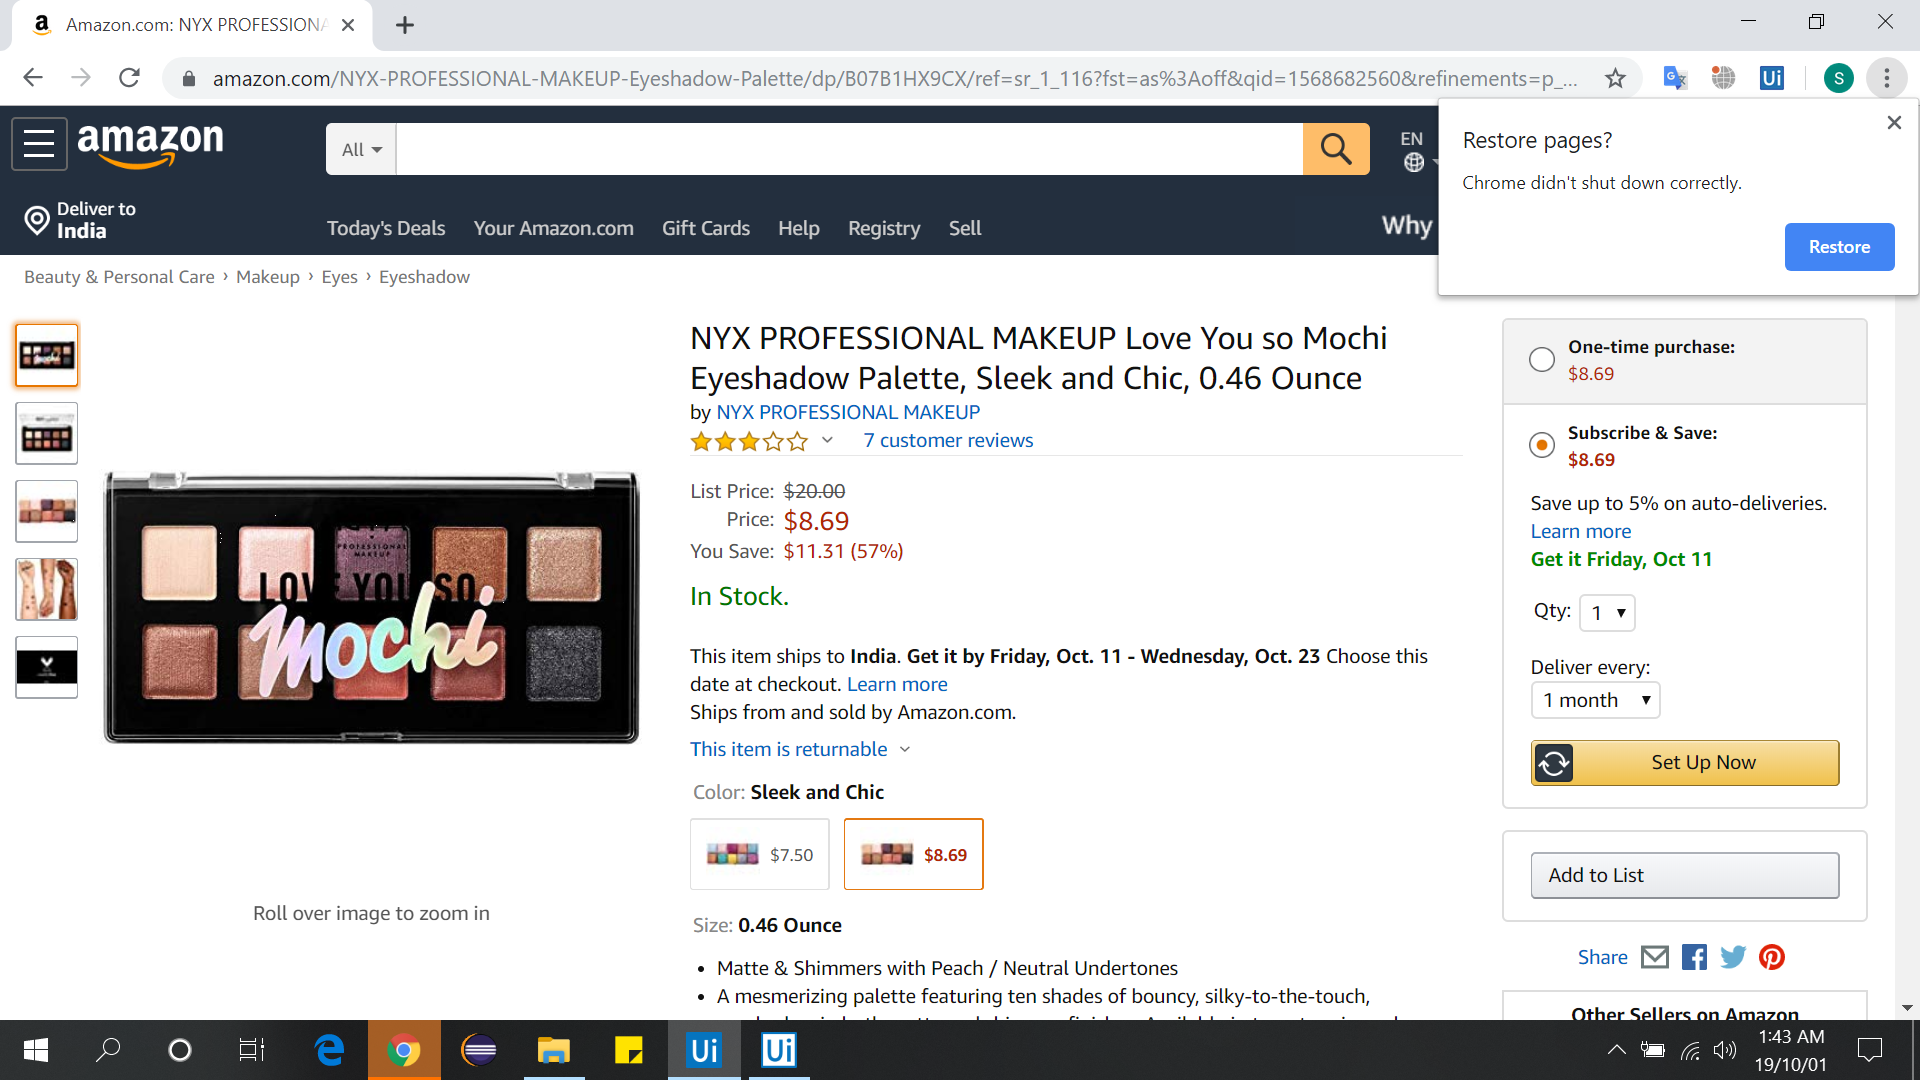 Amazon.com: NYX PROFESSIONA
amazon.com/NYX-PROFESSIONAL-MAKEUP-Eyeshadow-Palette/dp/B07B1HX9CX/ref=sr_1_116?fst=as%3Aoff&qid=1568682560&refinements=p_...
Ui
S
Restore pages?
Chrome didn't shut down correctly.
Restore
amazon
All
EN
Deliver to
India
Today's Deals
Your Amazon.com
Gift Cards
Help
Registry
Sell
Why
Beauty & Personal Care › Makeup › Eyes › Eyeshadow
PROFESSIONAL
MAKEUP
LOVE YOU SO
mochi
Roll over image to zoom in
NYX PROFESSIONAL MAKEUP Love You so Mochi
Eyeshadow Palette, Sleek and Chic, 0.46 Ounce
by NYX PROFESSIONAL MAKEUP
7 customer reviews
List Price: $20.00
Price: $8.69
You Save: $11.31 (57%)
In Stock.
This item ships to India. Get it by Friday, Oct. 11 - Wednesday, Oct. 23 Choose this
date at checkout. Learn more
Ships from and sold by Amazon.com.
This item is returnable
Color: Sleek and Chic
$7.50
$8.69
Size: 0.46 Ounce
• Matte & Shimmers with Peach / Neutral Undertones
• A mesmerizing palette featuring ten shades of bouncy, silky-to-the-touch,
One-time purchase:
$8.69
Subscribe & Save:
$8.69
Save up to 5% on auto-deliveries.
Learn more
Get it Friday, Oct 11
Qty: 1
Deliver every:
1 month
Set Up Now
Add to List
Share
Other Sellers on Amazon
Ui
Ui
1:43 AM
19/10/01